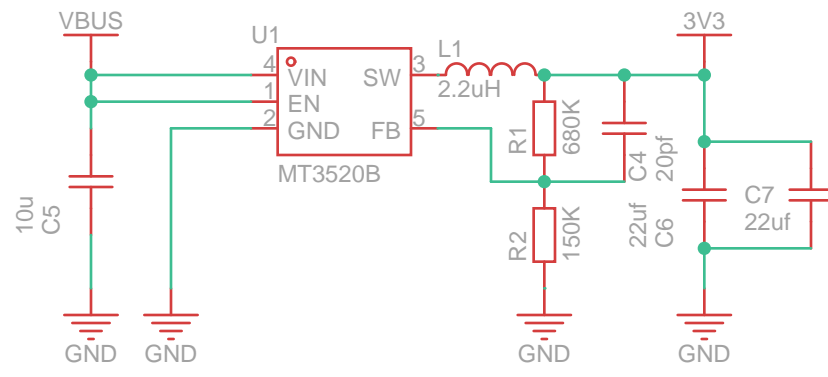 VBUS
3V3
U1
L1
4
VIN
SW
3
2.2uH
1
EN
2
GND
FB
5
MT3520B
R1
680K
C4
20pf
10u
C5
R2
150K
22uf
C6
C7
22uf
GND
GND
GND
GND